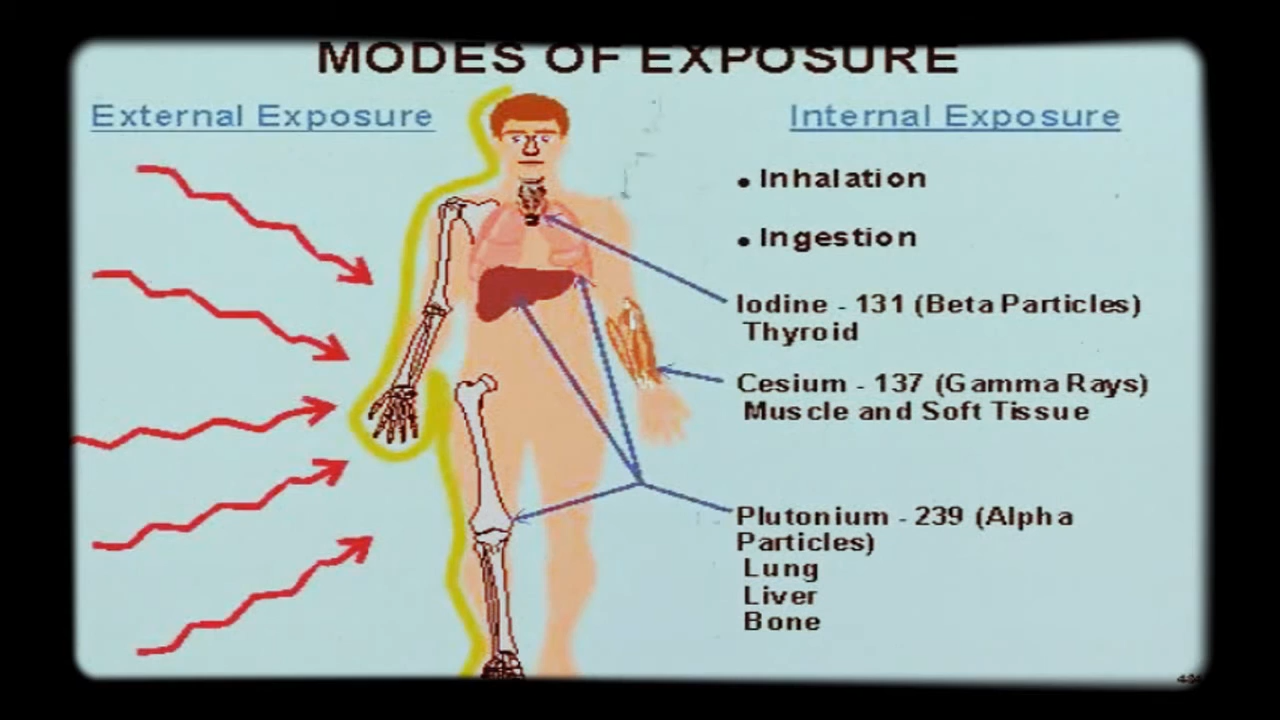 MODES OF EXPOSURE
External Exposure
Internal Exposure
• Inhalation
• Ingestion
Iodine - 131 (Beta Particles)
Thyroid
Cesium - 137 (Gamma Rays)
Muscle and Soft Tissue
Plutonium - 239 (Alpha
Particles)
Lung
Liver
Bone